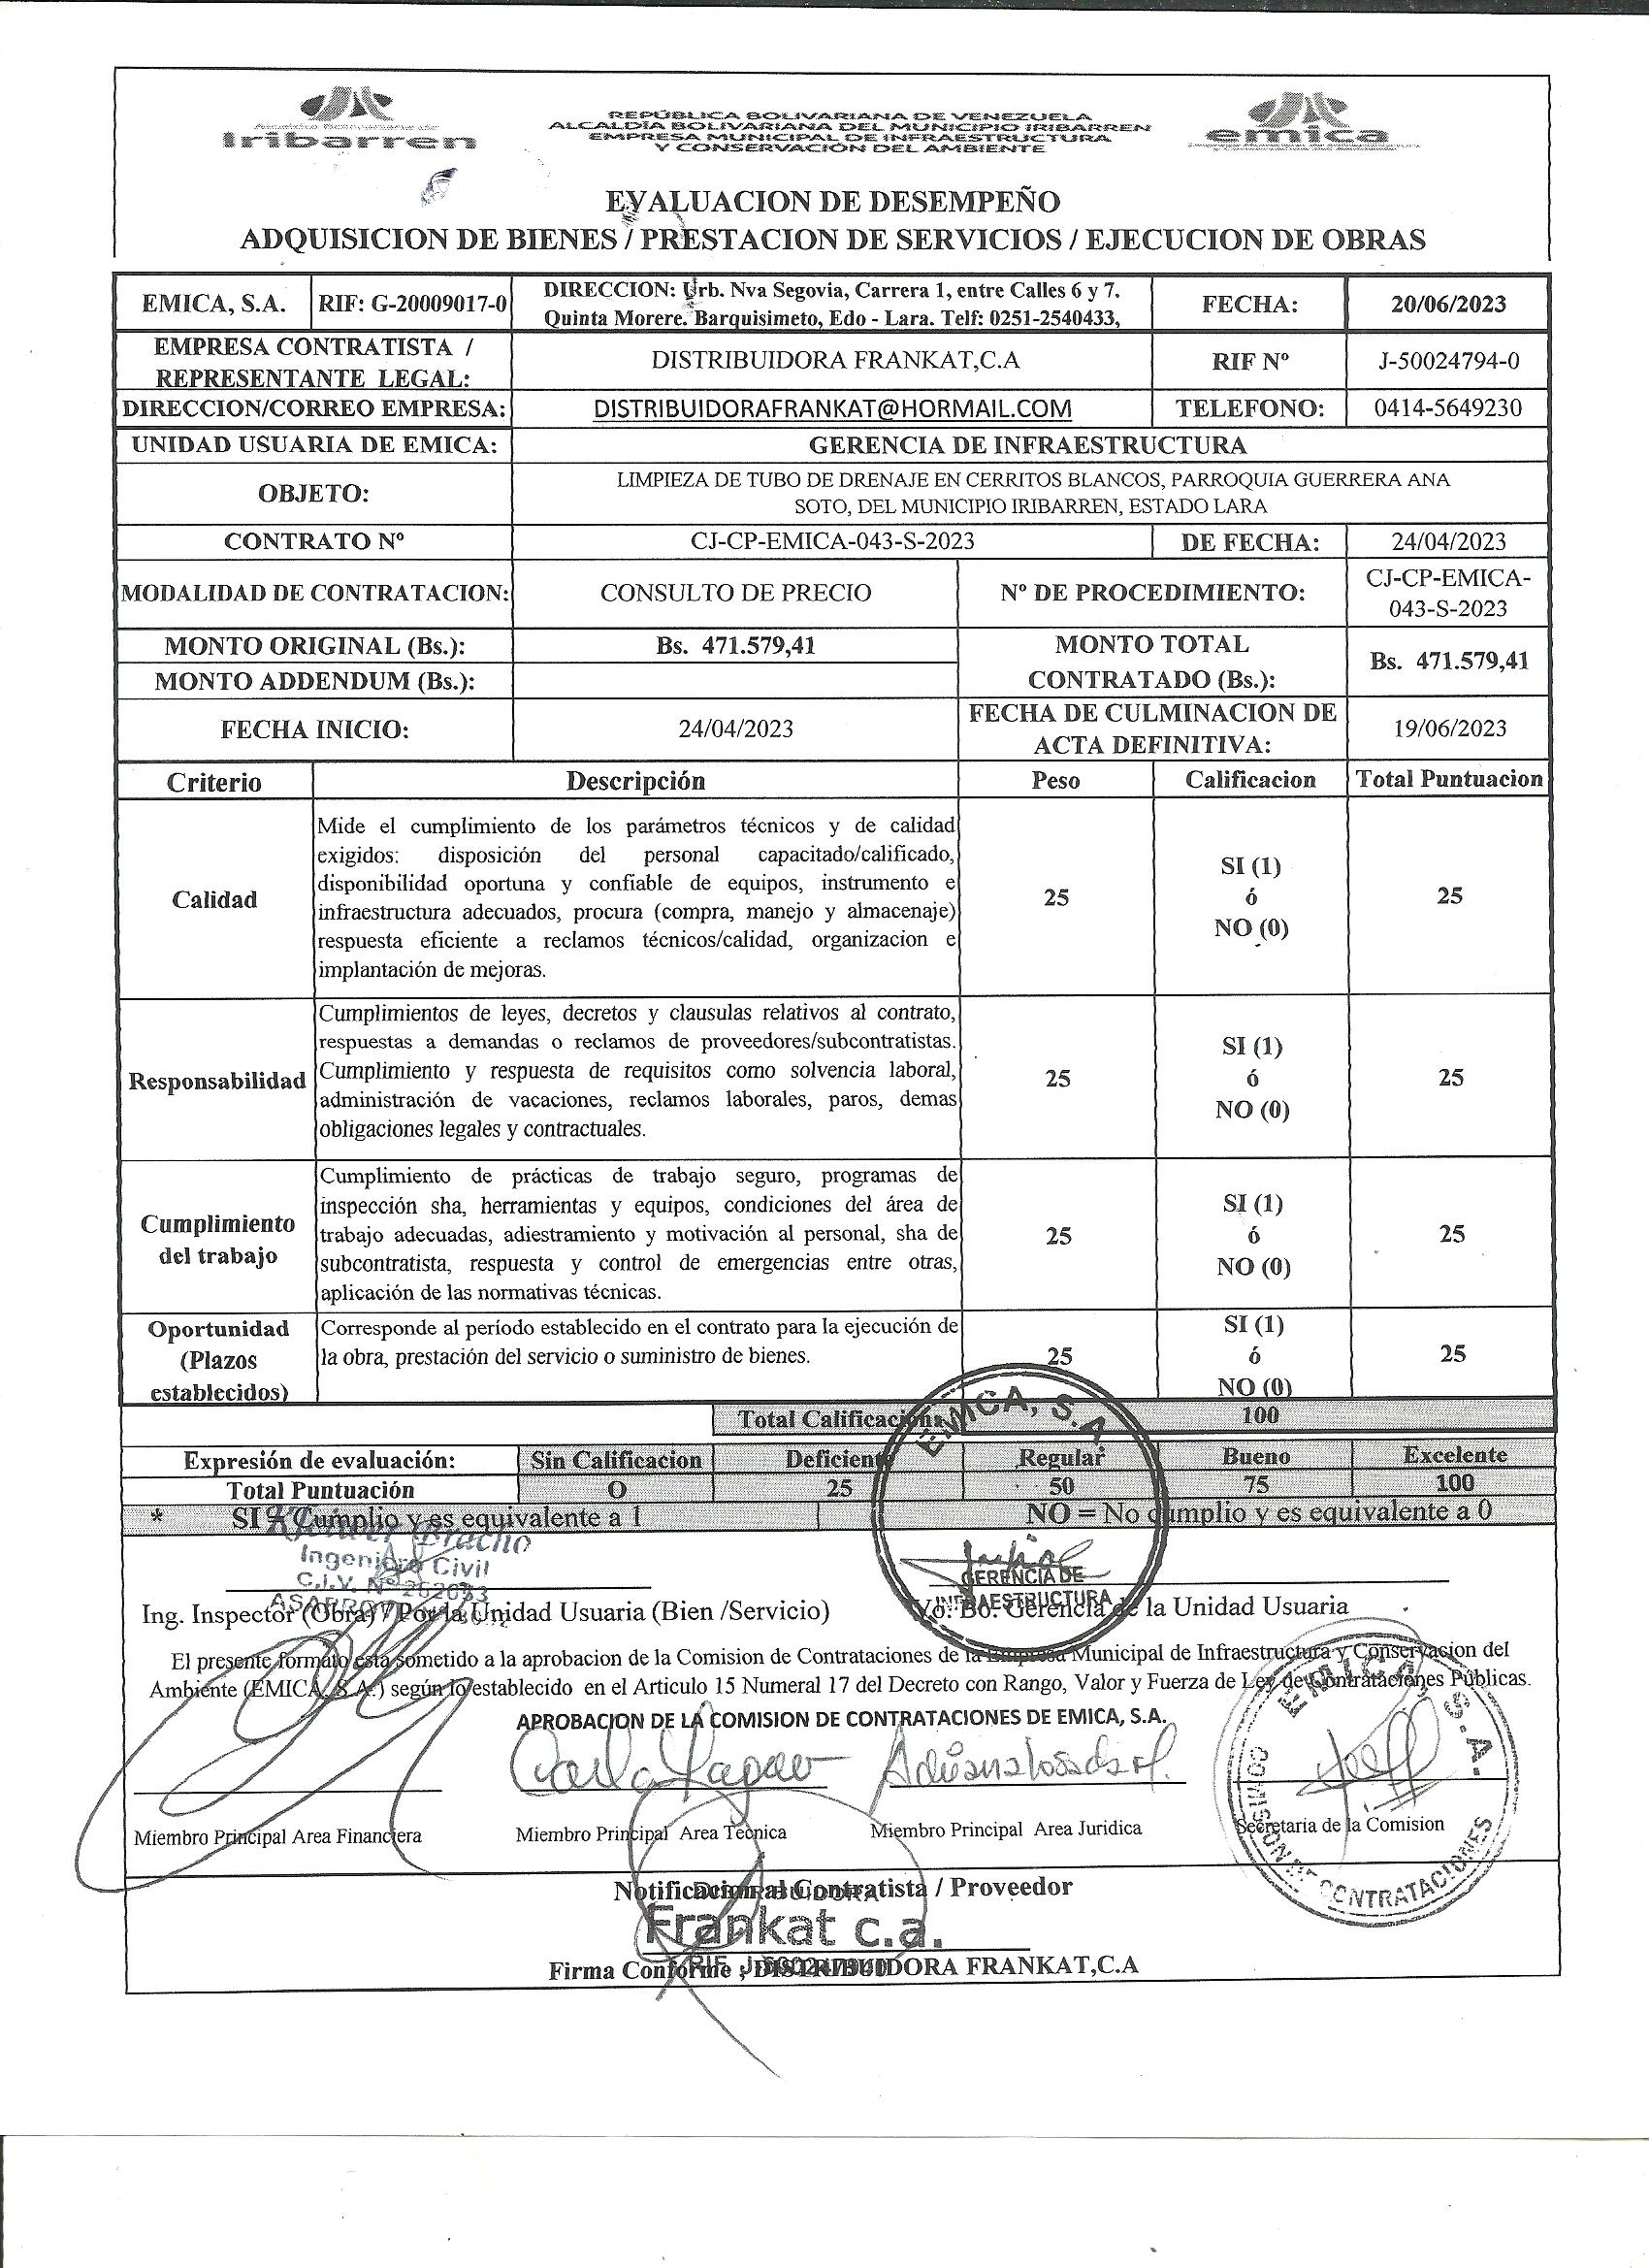 Iribarren
REPÚBLICA BOLIVARIANA DE VENEZUELA
ALCALDÍA BOLIVARIANA DEL MUNICIPIO IRIBARREN
EMPRESA MUNICIPAL DE INFRAESTRUCTURA
Y CONSERVACIÓN DEL AMBIENTE
emica
EVALUACION DE DESEMPEÑO
ADQUISICION DE BIENES / PRESTACION DE SERVICIOS / EJECUCION DE OBRAS
EMICA, S.A. RIF: G-20009017-0 DIRECCION: Urb. Nva Segovia, Carrera 1, entre Calles 6 y 7.
Quinta Morere. Barquisimeto, Edo - Lara. Telf: 0251-2540433, FECHA: 20/06/2023
EMPRESA CONTRATISTA /
REPRESENTANTE LEGAL: DISTRIBUIDORA FRANKAT,C.A RIF Nº J-50024794-0
DIRECCION/CORREO EMPRESA: DISTRIBUIDORAFRANKAT@HORMAIL.COM TELEFONO: 0414-5649230
UNIDAD USUARIA DE EMICA: GERENCIA DE INFRAESTRUCTURA
OBJETO: LIMPIEZA DE TUBO DE DRENAJE EN CERRITOS BLANCOS, PARROQUIA GUERRERA ANA
SOTO, DEL MUNICIPIO IRIBARREN, ESTADO LARA
CONTRATO Nº CJ-CP-EMICA-043-S-2023 DE FECHA: 24/04/2023
MODALIDAD DE CONTRATACION: CONSULTO DE PRECIO Nº DE PROCEDIMIENTO: CJ-CP-EMICA-
043-S-2023
MONTO ORIGINAL (Bs.): Bs. 471.579,41 MONTO TOTAL
CONTRATADO (Bs.): Bs. 471.579,41
MONTO ADDENDUM (Bs.):
FECHA INICIO: 24/04/2023 FECHA DE CULMINACION DE
ACTA DEFINITIVA: 19/06/2023
Criterio Descripción Peso Calificacion Total Puntuacion
Calidad
Mide el cumplimiento de los parámetros técnicos y de calidad
exigidos: disposición del personal capacitado/calificado,
disponibilidad oportuna y confiable de equipos, instrumento e
infraestructura adecuados, procura (compra, manejo y almacenaje)
respuesta eficiente a reclamos técnicos/calidad, organizacion e
implantación de mejoras.
25
SI (1)
ó
NO (0)
25
Responsabilidad
Cumplimientos de leyes, decretos y clausulas relativos al contrato,
respuestas a demandas o reclamos de proveedores/subcontratistas.
Cumplimiento y respuesta de requisitos como solvencia laboral,
administración de vacaciones, reclamos laborales, paros, demas
obligaciones legales y contractuales.
25
SI (1)
ó
NO (0)
25
Cumplimiento
del trabajo
Cumplimiento de prácticas de trabajo seguro, programas de
inspección sha, herramientas y equipos, condiciones del área de
trabajo adecuadas, adiestramiento y motivación al personal, sha de
subcontratista, respuesta y control de emergencias entre otras,
aplicación de las normativas técnicas.
25
SI (1)
ó
NO (0)
25
Oportunidad
(Plazos
establecidos)
Corresponde al período establecido en el contrato para la ejecución de
la obra, prestación del servicio o suministro de bienes.
25
SI (1)
ó
NO (0)
25
Total Calificacion 100
Expresión de evaluación: Sin Calificacion Deficiente Regular Bueno Excelente
Total Puntuación O 25 50 75 100
* SI = Cumplio y es equivalente a 1 NO = No cumplio y es equivalente a 0
EMICA, S.A
GERENCIA DE
INFRAESTRUCTURA
Bracho
Ingeniero Civil
C.I.V. Nº
Ing. Inspector (Obra) / Por la Unidad Usuaria (Bien /Servicio) Vo. Bo. Gerencia de la Unidad Usuaria
El presente formato está sometido a la aprobacion de la Comision de Contrataciones de la Empresa Municipal de Infraestructura y Conservacion del
Ambiente (EMICA, S.A.) según lo establecido en el Articulo 15 Numeral 17 del Decreto con Rango, Valor y Fuerza de Ley de Contrataciones Públicas.
APROBACION DE LA COMISION DE CONTRATACIONES DE EMICA, S.A.
EMICA, S.A.
COMISION DE CONTRATACIONES
Miembro Principal Area Financiera Miembro Principal Area Tecnica Miembro Principal Area Juridica Secretaria de la Comision
Notificacion al Contratista / Proveedor
DISTRIBUIDORA
Frankat c.a.
Firma Conforme ; DISTRIBUIDORA FRANKAT,C.A